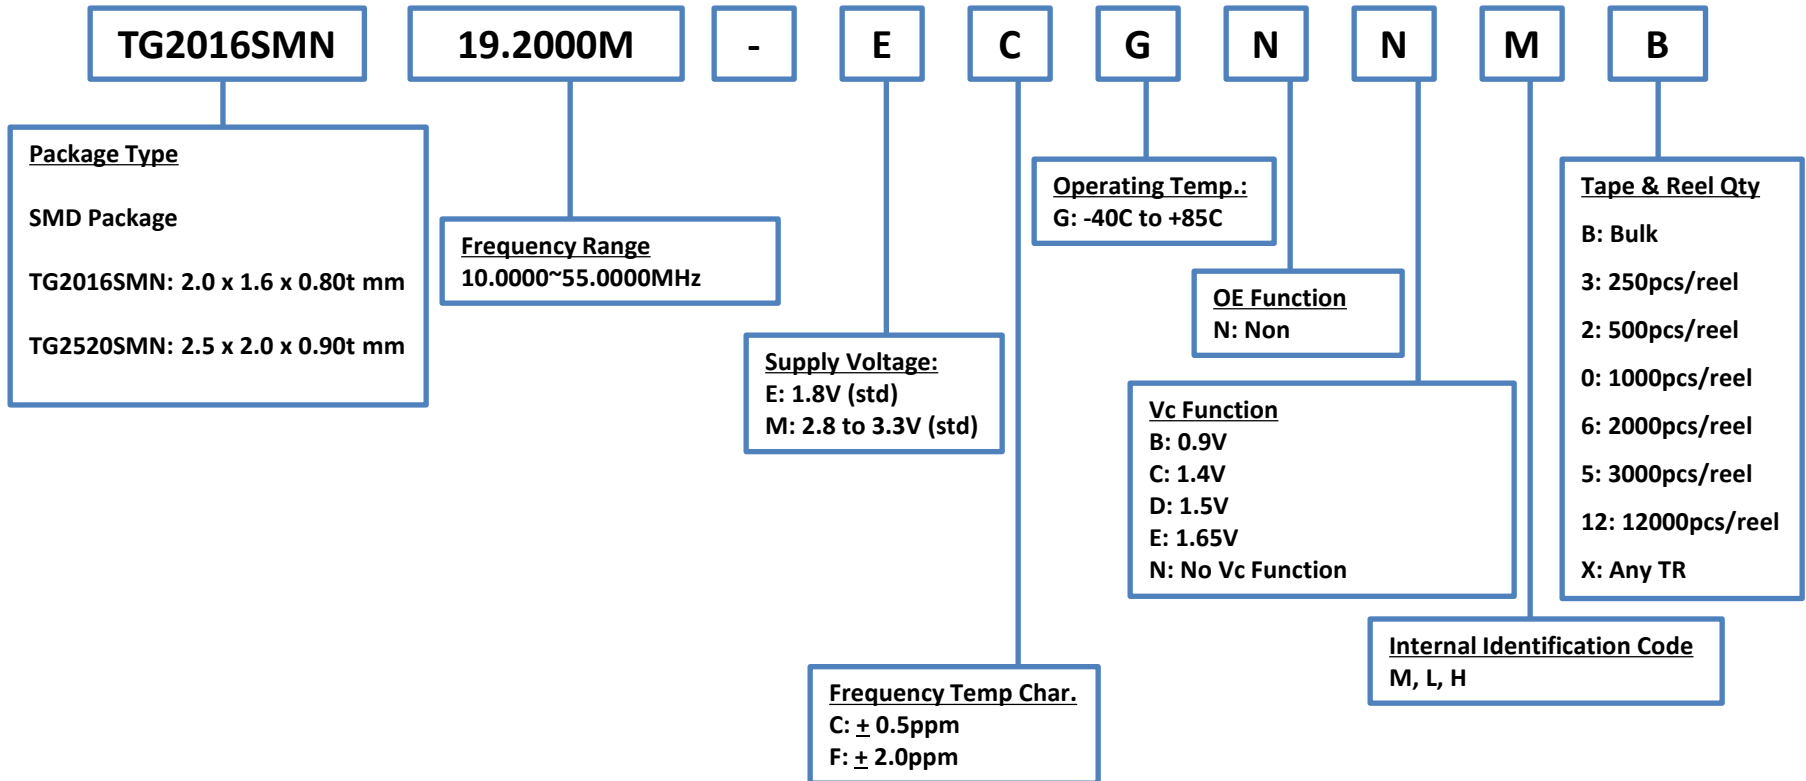 TG2016SMN 19.2000M - E C G N N M B
Package Type
SMD Package
TG2016SMN: 2.0 x 1.6 x 0.80t mm
TG2520SMN: 2.5 x 2.0 x 0.90t mm
Frequency Range
10.0000~55.0000MHz
Supply Voltage:
E: 1.8V (std)
M: 2.8 to 3.3V (std)
Frequency Temp Char.
C: ± 0.5ppm
F: ± 2.0ppm
Operating Temp.:
G: -40C to +85C
OE Function
N: Non
Vc Function
B: 0.9V
C: 1.4V
D: 1.5V
E: 1.65V
N: No Vc Function
Internal Identification Code
M, L, H
Tape & Reel Qty
B: Bulk
3: 250pcs/reel
2: 500pcs/reel
0: 1000pcs/reel
6: 2000pcs/reel
5: 3000pcs/reel
12: 12000pcs/reel
X: Any TR